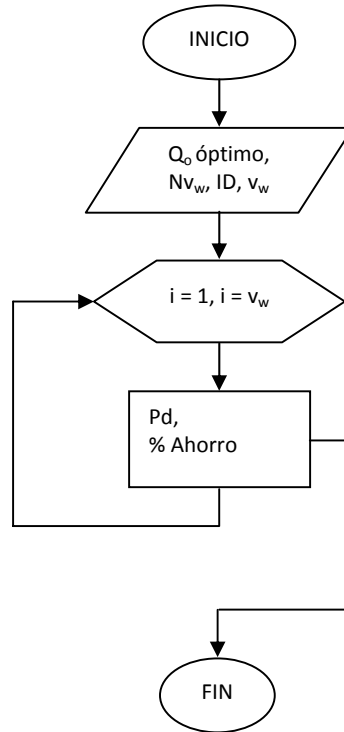 INICIO
Qₒ óptimo,
Nv_w, ID, v_w
i = 1, i = v_w
Pd,
% Ahorro
FIN